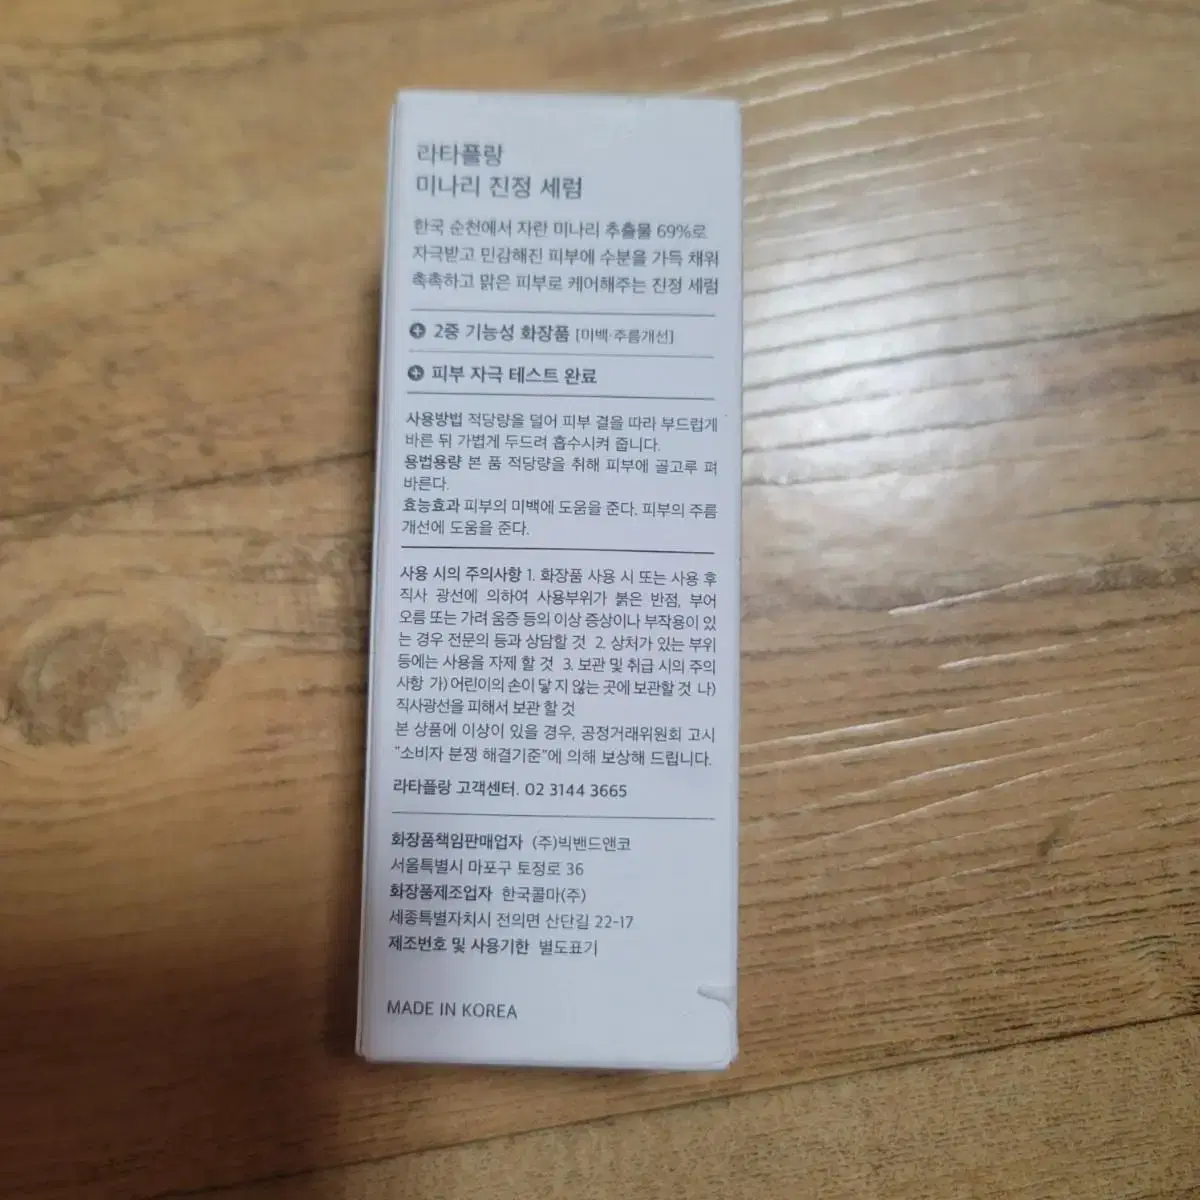 라타플랑
미나리 진정 세럼
한국 순천에서 자란 미나리 추출물 69%로
자극받고 민감해진 피부에 수분을 가득 채워
촉촉하고 맑은 피부로 케어해주는 진정 세럼
2중 기능성 화장품 [미백·주름개선]
피부 자극 테스트 완료
사용방법 적당량을 덜어 피부 결을 따라 부드럽게
바른 뒤 가볍게 두드려 흡수시켜 줍니다.
용법용량 본 품 적당량을 취해 피부에 골고루 펴
바른다.
효능효과 피부의 미백에 도움을 준다. 피부의 주름
개선에 도움을 준다.
사용 시의 주의사항 1. 화장품 사용 시 또는 사용 후
직사 광선에 의하여 사용부위가 붉은 반점, 부어
오름 또는 가려 움증 등의 이상 증상이나 부작용이 있
는 경우 전문의 등과 상담할 것 2. 상처가 있는 부위
등에는 사용을 자제 할 것 3. 보관 및 취급 시의 주의
사항 가) 어린이의 손이 닿 지 않는 곳에 보관할 것 나)
직사광선을 피해서 보관 할 것
본 상품에 이상이 있을 경우, 공정거래위원회 고시
"소비자 분쟁 해결기준"에 의해 보상해 드립니다.
라타플랑 고객센터. 02 3144 3665
화장품책임판매업자 (주)빅밴드앤코
서울특별시 마포구 토정로 36
화장품제조업자 한국콜마(주)
세종특별자치시 전의면 산단길 22-17
제조번호 및 사용기한 별도표기
MADE IN KOREA